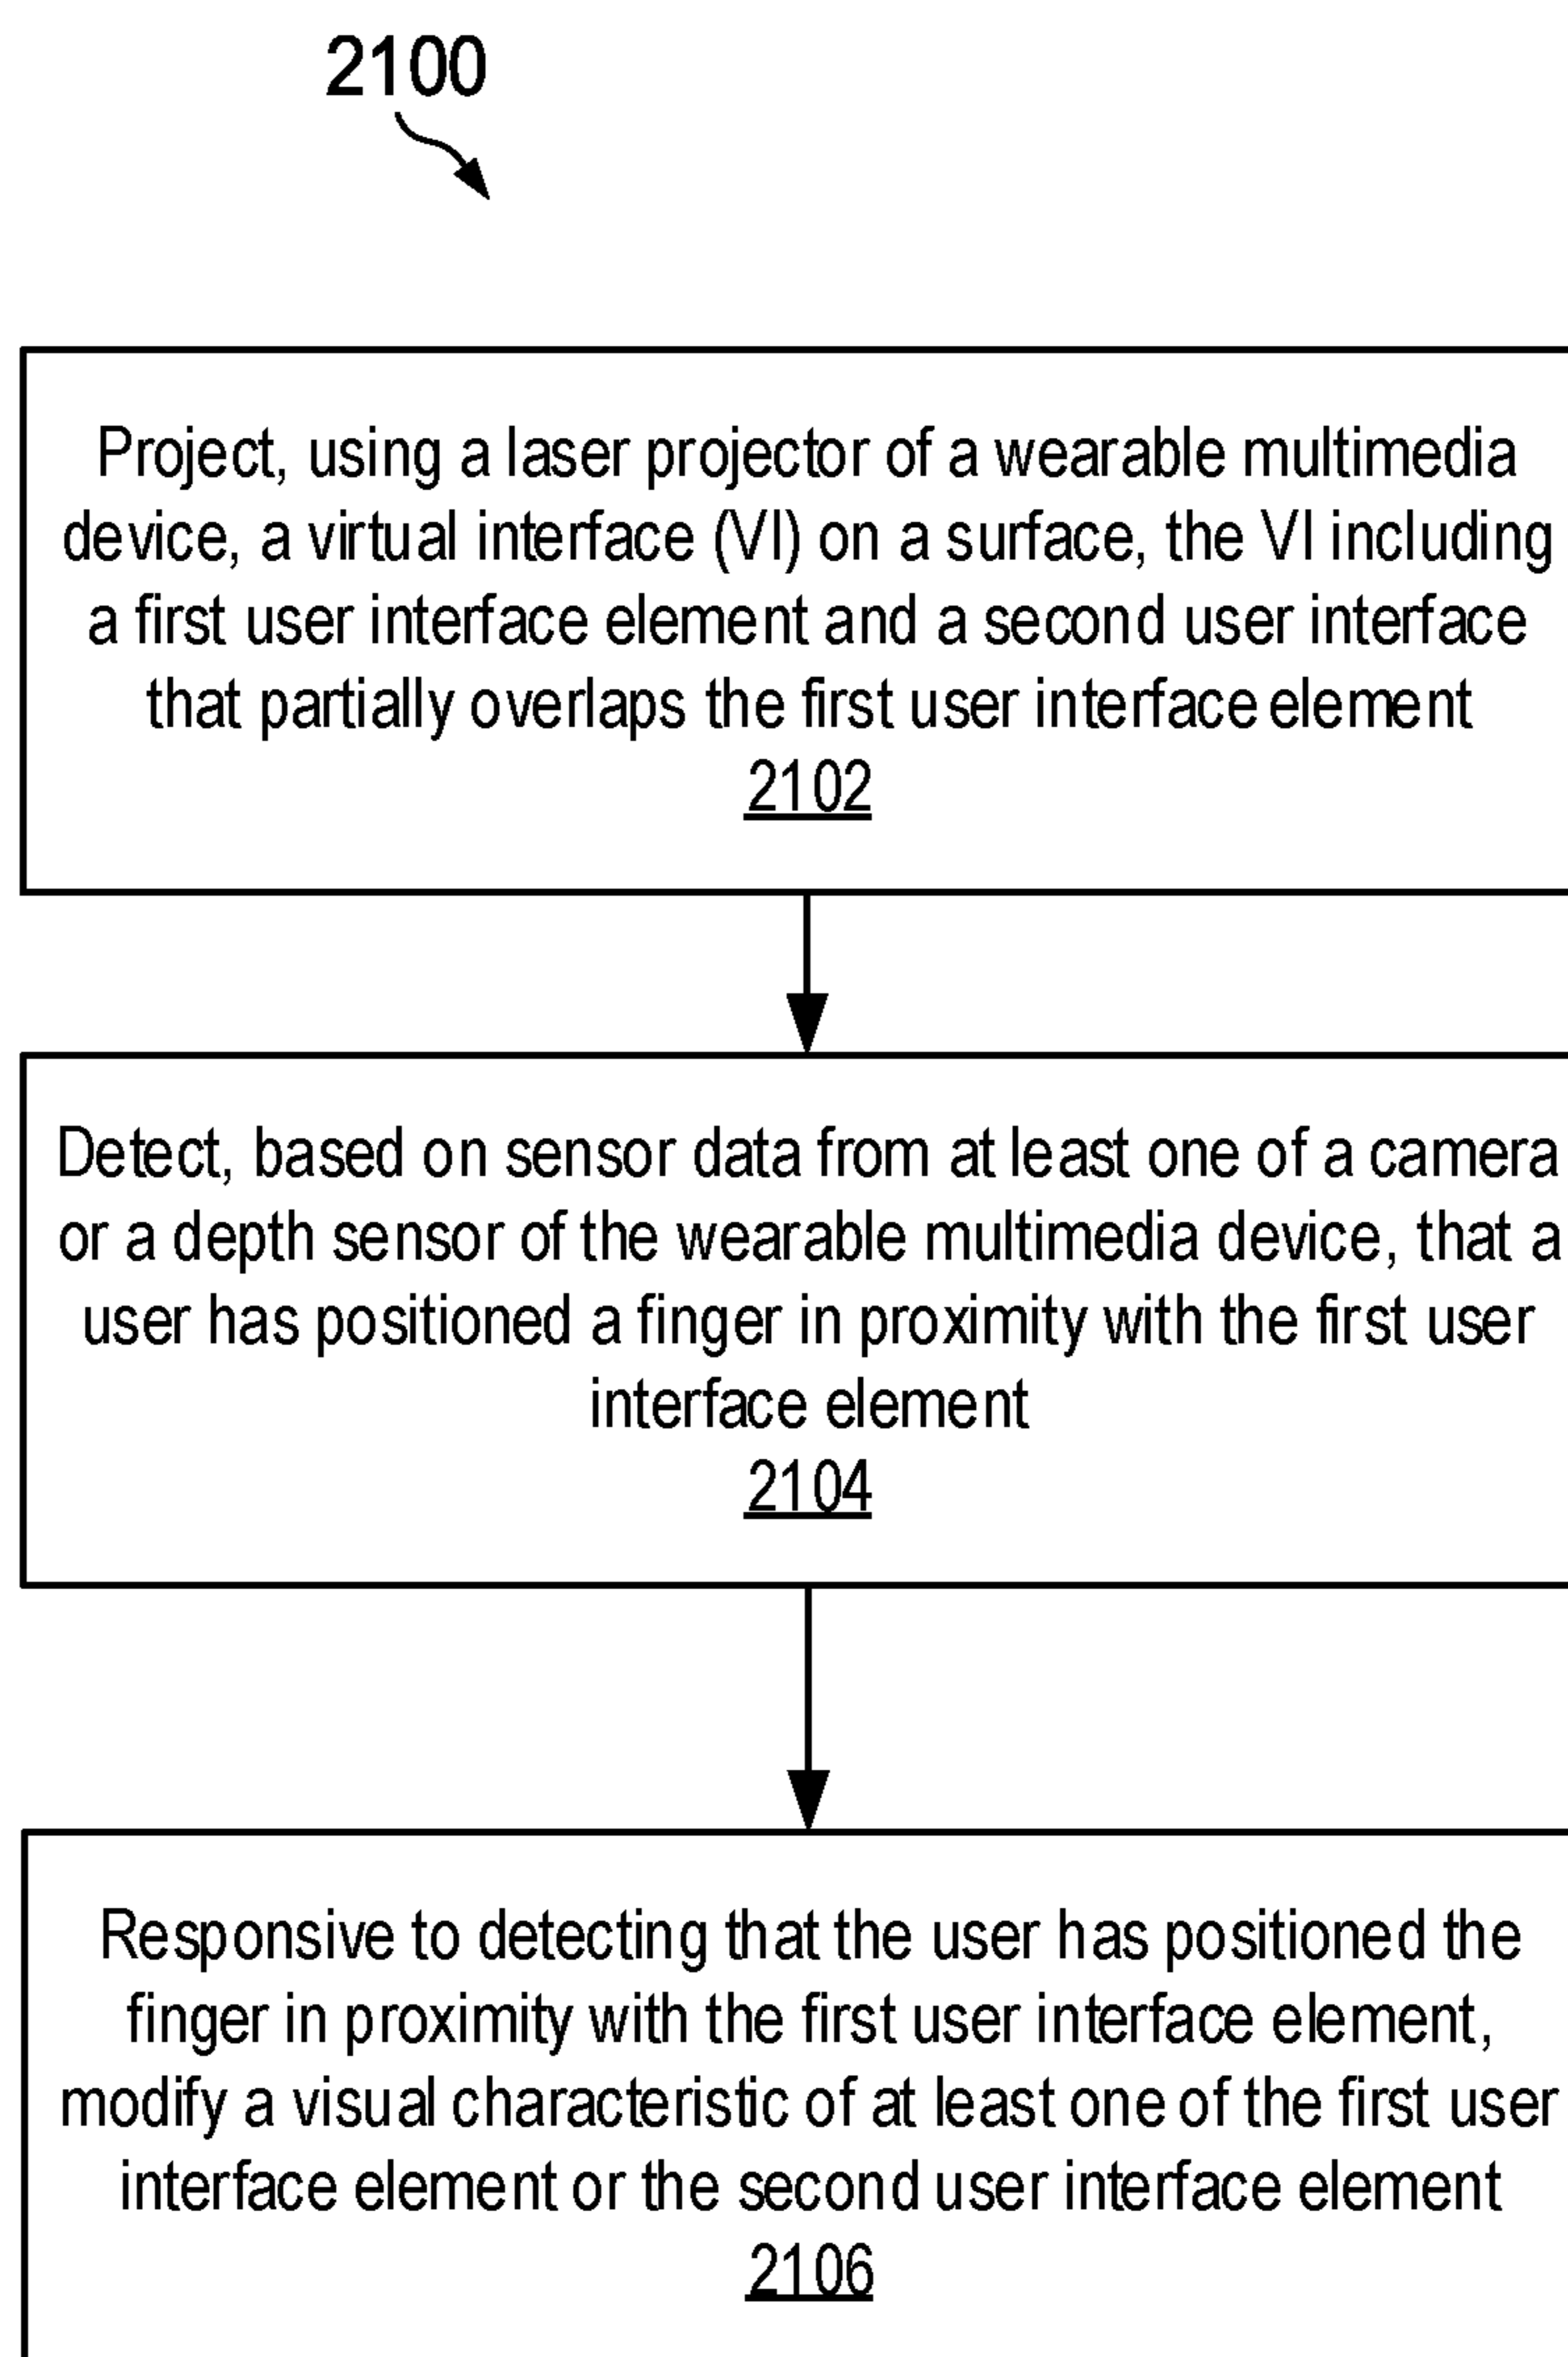 2100
Project, using a laser projector of a wearable multimedia
device, a virtual interface (VI) on a surface, the VI including
a first user interface element and a second user interface
that partially overlaps the first user interface element
2102
Detect, based on sensor data from at least one of a camera
or a depth sensor of the wearable multimedia device, that a
user has positioned a finger in proximity with the first user
interface element
2104
Responsive to detecting that the user has positioned the
finger in proximity with the first user interface element,
modify a visual characteristic of at least one of the first user
interface element or the second user interface element
2106